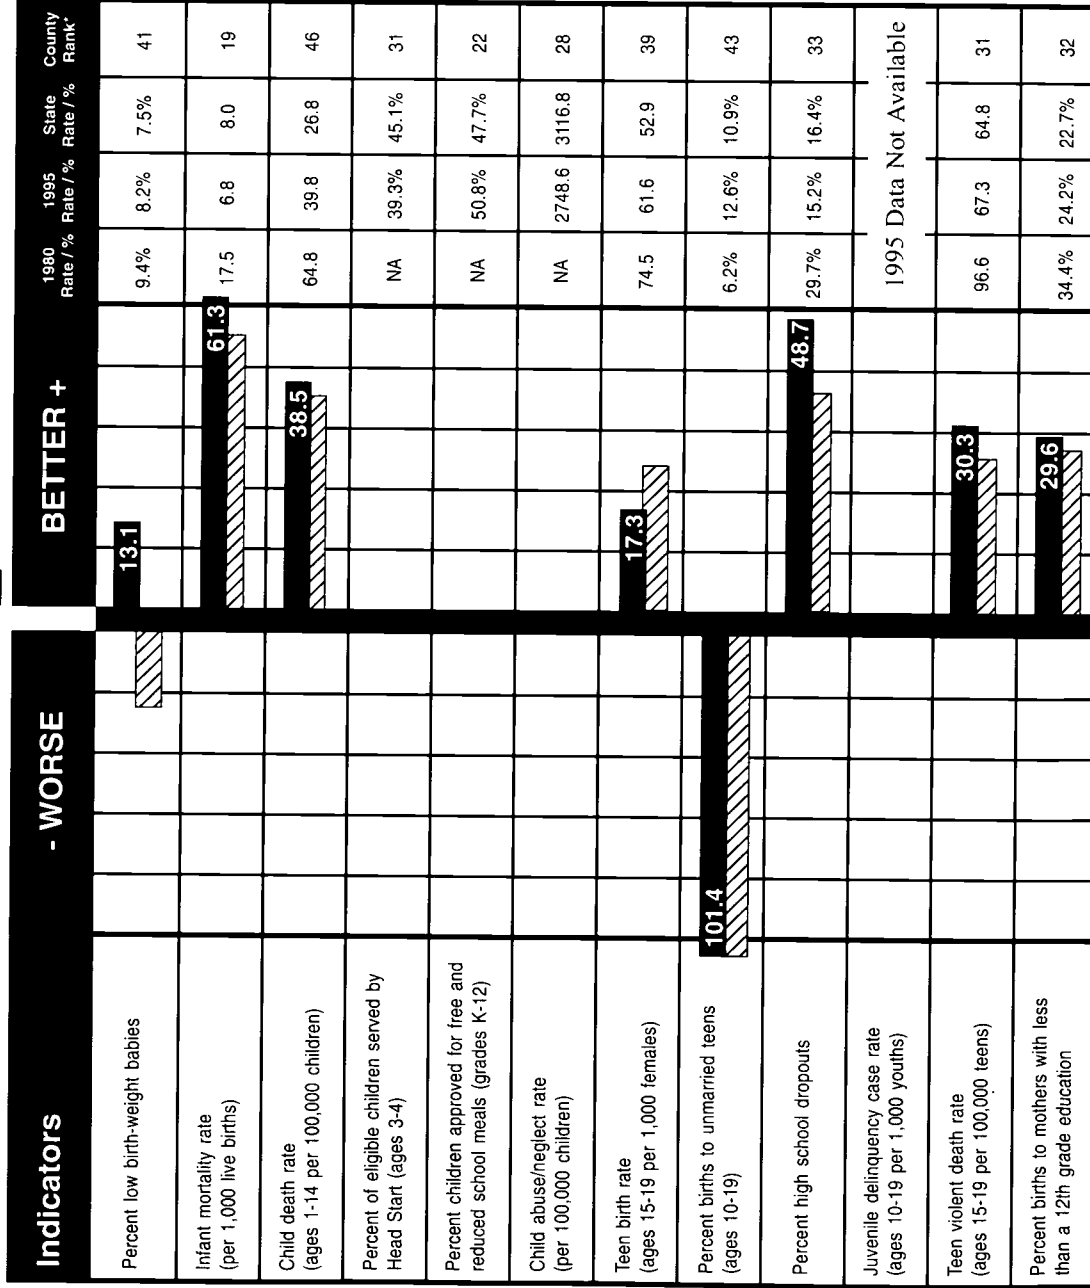 Indicators - WORSE BETTER + 1980 Rate / % 1995 Rate / % State Rate / % County Rank*
Percent low birth-weight babies 13.1 9.4% 8.2% 7.5% 41
Infant mortality rate
(per 1,000 live births) 61.3 17.5 6.8 8.0 19
Child death rate
(ages 1-14 per 100,000 children) 38.5 64.8 39.8 26.8 46
Percent of eligible children served by
Head Start (ages 3-4) NA 39.3% 45.1% 31
Percent children approved for free and
reduced school meals (grades K-12) NA 50.8% 47.7% 22
Child abuse/neglect rate
(per 100,000 children) NA 2748.6 3116.8 28
Teen birth rate
(ages 15-19 per 1,000 females) 17.3 74.5 61.6 52.9 39
Percent births to unmarried teens
(ages 10-19) 101.4 6.2% 12.6% 10.9% 43
Percent high school dropouts 48.7 29.7% 15.2% 16.4% 33
Juvenile delinquency case rate
(ages 10-19 per 1,000 youths) 1995 Data Not Available
Teen violent death rate
(ages 15-19 per 100,000 teens) 30.3 96.6 67.3 64.8 31
Percent births to mothers with less
than a 12th grade education 29.6 34.4% 24.2% 22.7% 32